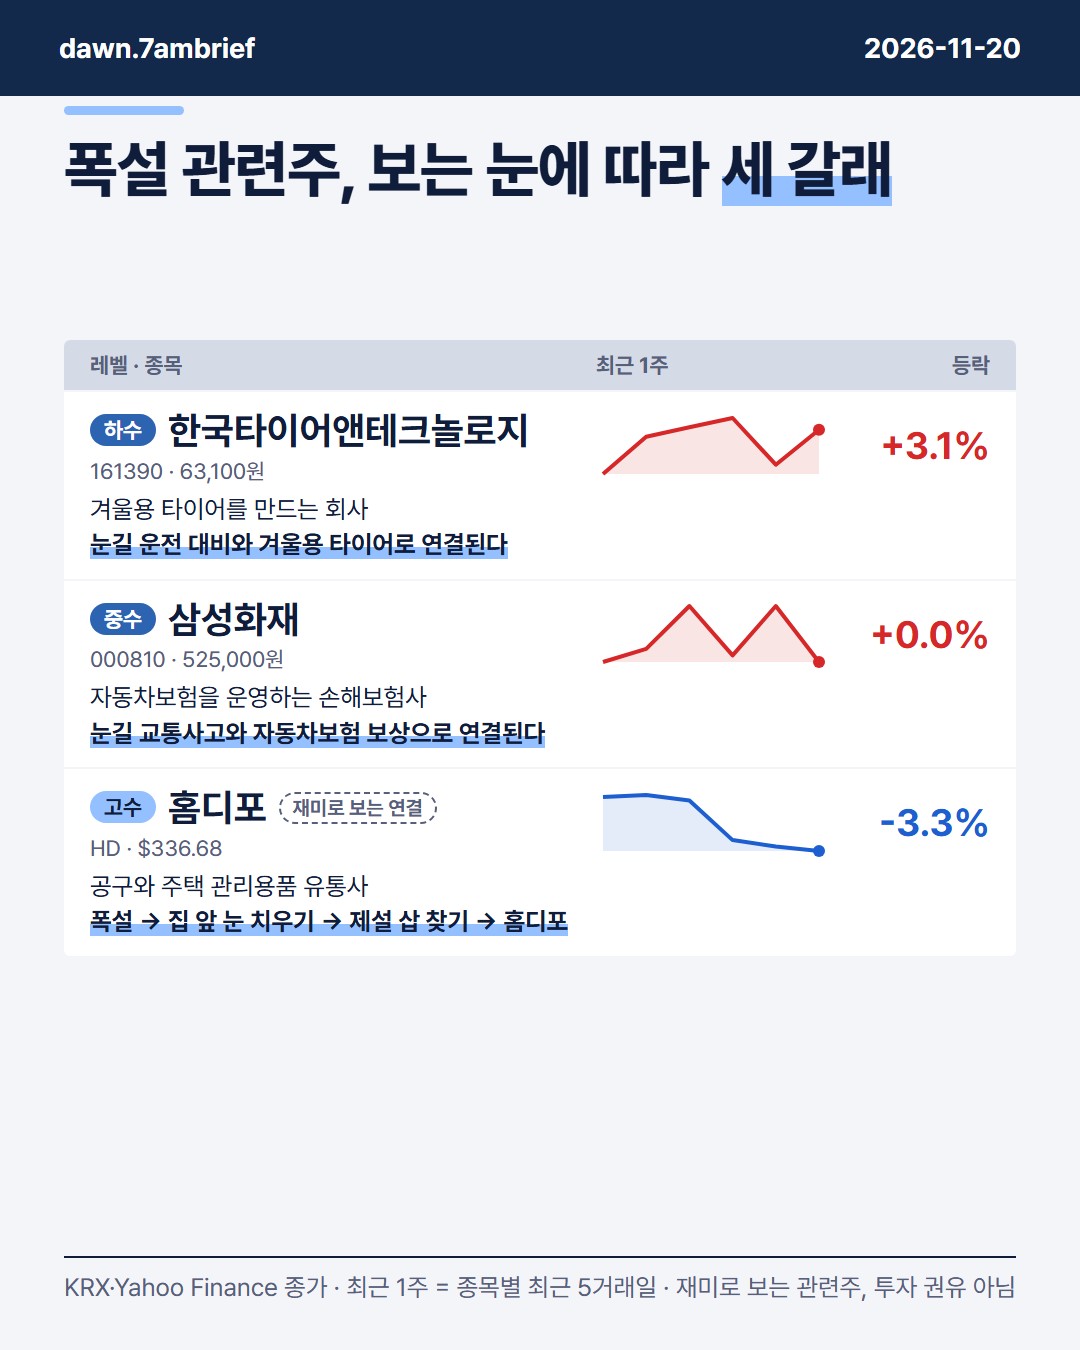 dawn.7ambrief
2026-11-20
폭설 관련주, 보는 눈에 따라 세 갈래
레벨 · 종목 최근 1주 등락
하수 한국타이어앤테크놀로지 +3.1%
161390 · 63,100원
겨울용 타이어를 만드는 회사
눈길 운전 대비와 겨울용 타이어로 연결된다
중수 삼성화재 +0.0%
000810 · 525,000원
자동차보험을 운영하는 손해보험사
눈길 교통사고와 자동차보험 보상으로 연결된다
고수 홈디포 재미로 보는 연결 -3.3%
HD · $336.68
공구와 주택 관리용품 유통사
폭설 → 집 앞 눈 치우기 → 제설 삽 찾기 → 홈디포
KRX·Yahoo Finance 종가 · 최근 1주 = 종목별 최근 5거래일 · 재미로 보는 관련주, 투자 권유 아님